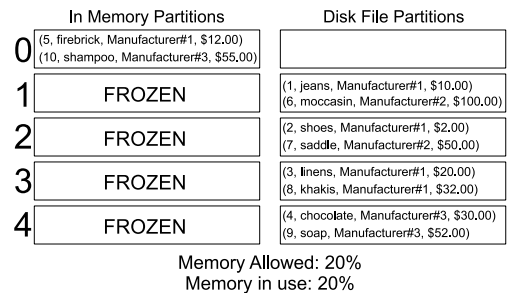 In Memory Partitions
Disk File Partitions
0
(5, firebrick, Manufacturer#1, $12.00)
(10, shampoo, Manufacturer#3, $55.00)
1
FROZEN
(1, jeans, Manufacturer#1, $10.00)
(6, moccasin, Manufacturer#2, $100.00)
2
FROZEN
(2, shoes, Manufacturer#1, $2.00)
(7, saddle, Manufacturer#2, $50.00)
3
FROZEN
(3, linens, Manufacturer#1, $20.00)
(8, khakis, Manufacturer#1, $32.00)
4
FROZEN
(4, chocolate, Manufacturer#3, $30.00)
(9, soap, Manufacturer#3, $52.00)
Memory Allowed: 20%
Memory in use: 20%